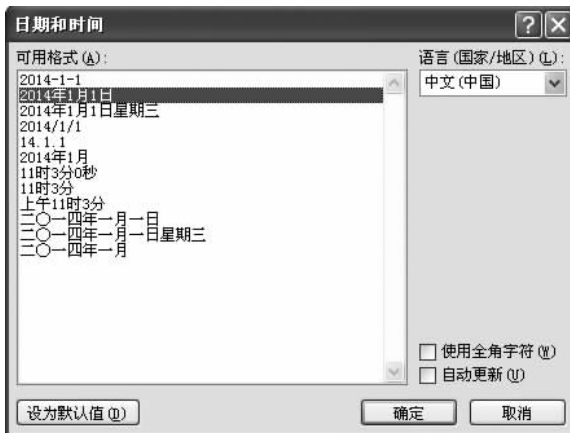 日期和时间
可用格式(A):
2014-1-1
2014年1月1日
2014年1月1日星期三
2014/1/1
14.1.1
2014年1月
11时3分0秒
11时3分
上午11时3分
二〇一四年一月一日
二〇一四年一月一日星期三
二〇一四年一月
语言(国家/地区)(L):
中文(中国)
使用全角字符(W)
自动更新(U)
设为默认值(D)
确定
取消